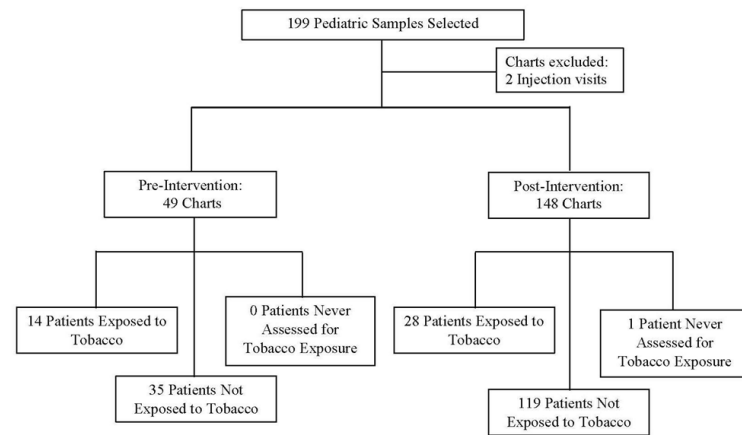 199 Pediatric Samples Selected
Charts excluded:
2 Injection visits
Pre-Intervention:
49 Charts
Post-Intervention:
148 Charts
14 Patients Exposed to
Tobacco
0 Patients Never
Assessed for
Tobacco Exposure
35 Patients Not
Exposed to Tobacco
28 Patients Exposed to
Tobacco
1 Patient Never
Assessed for
Tobacco Exposure
119 Patients Not
Exposed to Tobacco